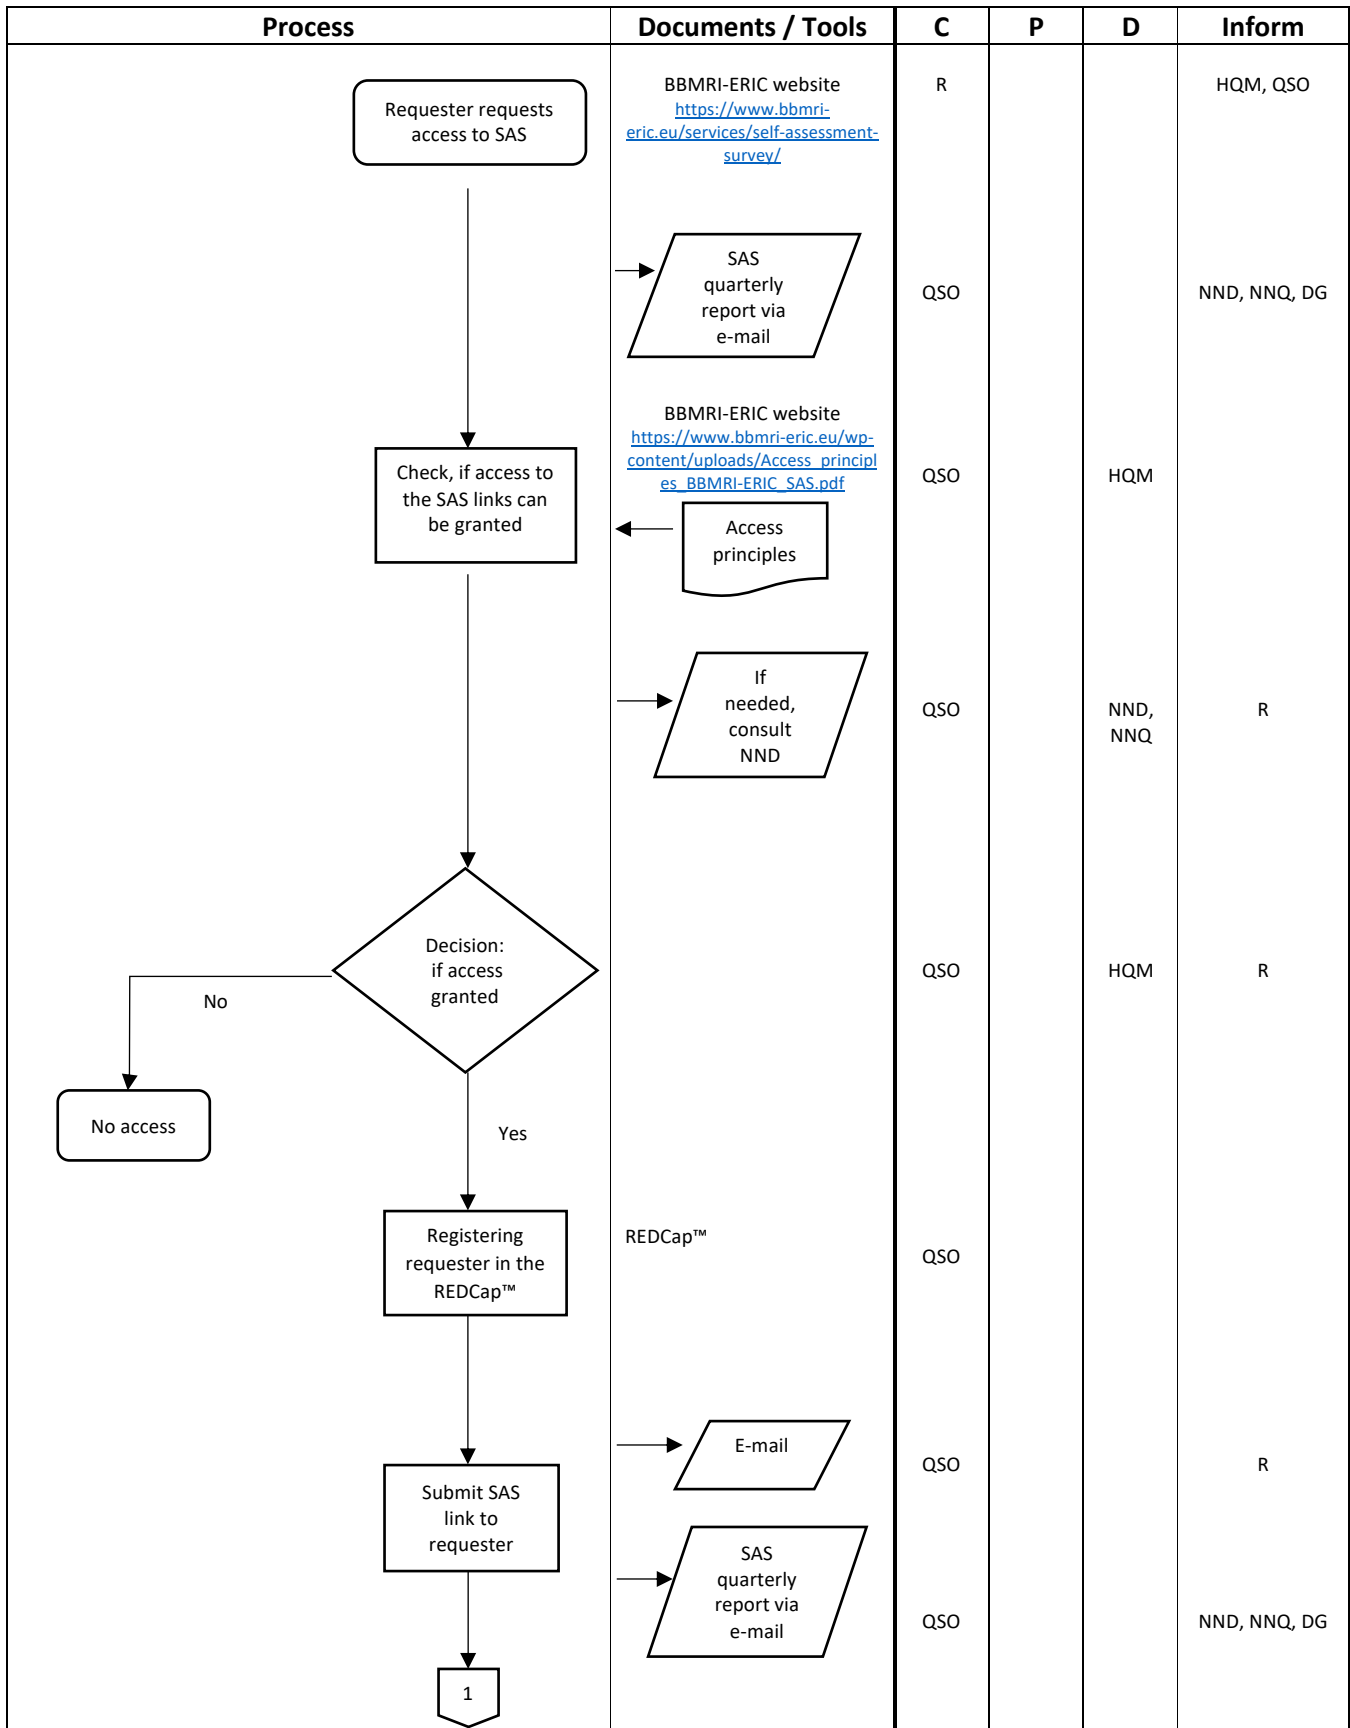 Process Documents / Tools C P D Inform
Requester requests
access to SAS
BBMRI-ERIC website
https://www.bbmri-
eric.eu/services/self-assessment-
survey/
R
HQM, QSO
SAS
quarterly
report via
e-mail
QSO
NND, NNQ, DG
Check, if access to
the SAS links can
be granted
BBMRI-ERIC website
https://www.bbmri-eric.eu/wp-
content/uploads/Access_principl
es_BBMRI-ERIC_SAS.pdf
Access
principles
QSO
HQM
If
needed,
consult
NND
QSO
NND,
NNQ
R
Decision:
if access
granted
QSO
HQM
R
No
No access
Yes
Registering
requester in the
REDCap™
REDCap™
QSO
E-mail
QSO
R
Submit SAS
link to
requester
SAS
quarterly
report via
e-mail
QSO
NND, NNQ, DG
1